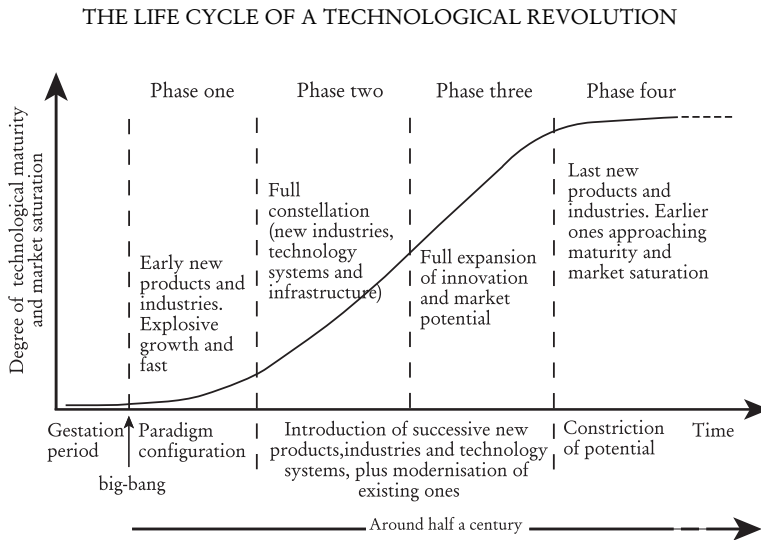 THE LIFE CYCLE OF A TECHNOLOGICAL REVOLUTION
Degree of technological maturity
and market saturation
Phase one
Phase two
Phase three
Phase four
Early new
products and
industries.
Explosive
growth and
fast
Full
constellation
(new industries,
technology
systems and
infrastructure)
Full expansion
of innovation
and market
potential
Last new
products and
industries. Earlier
ones approaching
maturity and
market saturation
Gestation
period
big-bang
Paradigm
configuration
Introduction of successive new
products,industries and technology
systems, plus modernisation of
existing ones
Constriction
of potential
Time
Around half a century